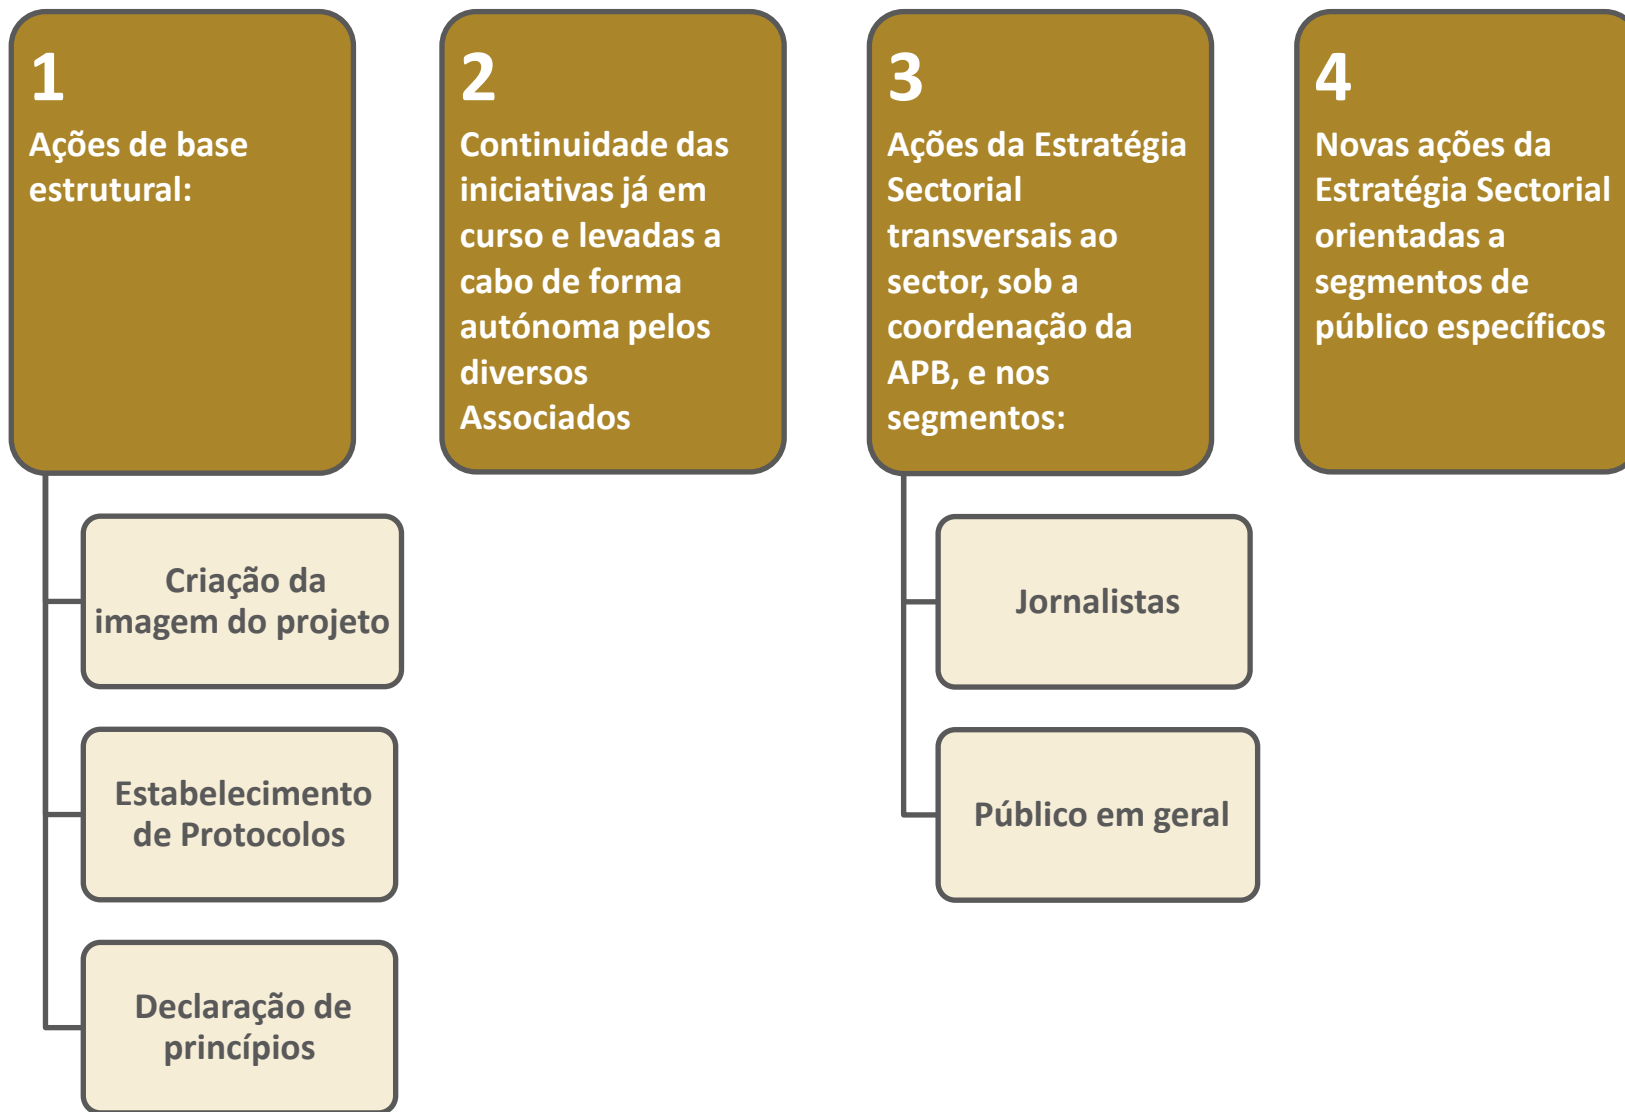 1
Ações de base
estrutural:
2
Continuidade das
iniciativas já em
curso e levadas a
cabo de forma
autónoma pelos
diversos
Associados
3
Ações da Estratégia
Sectorial
transversais ao
sector, sob a
coordenação da
APB, e nos
segmentos:
4
Novas ações da
Estratégia Sectorial
orientadas a
segmentos de
público específicos
Criação da
imagem do projeto
Estabelecimento
de Protocolos
Declaração de
princípios
Jornalistas
Público em geral